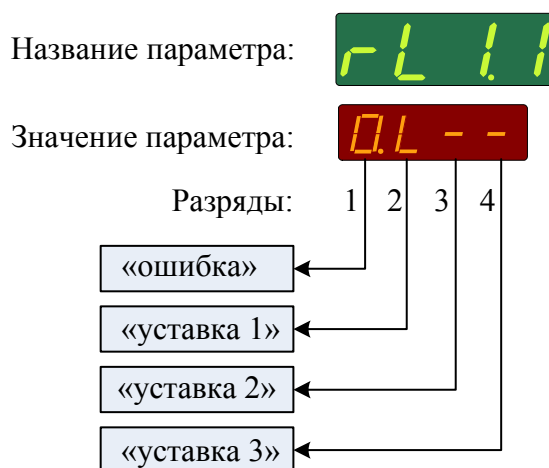 Название параметра: rL 1.1
Значение параметра: 0.L - -
Разряды: 1 2 3 4
«ошибка»
«уставка 1»
«уставка 2»
«уставка 3»